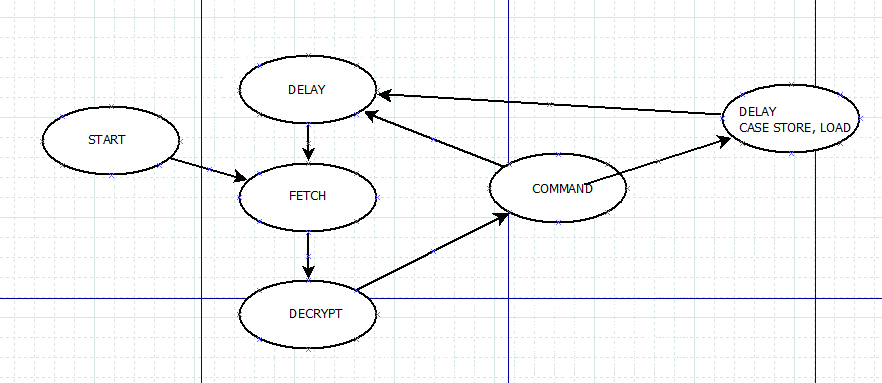 START
DELAY
FETCH
DECRYPT
COMMAND
DELAY
CASE STORE, LOAD